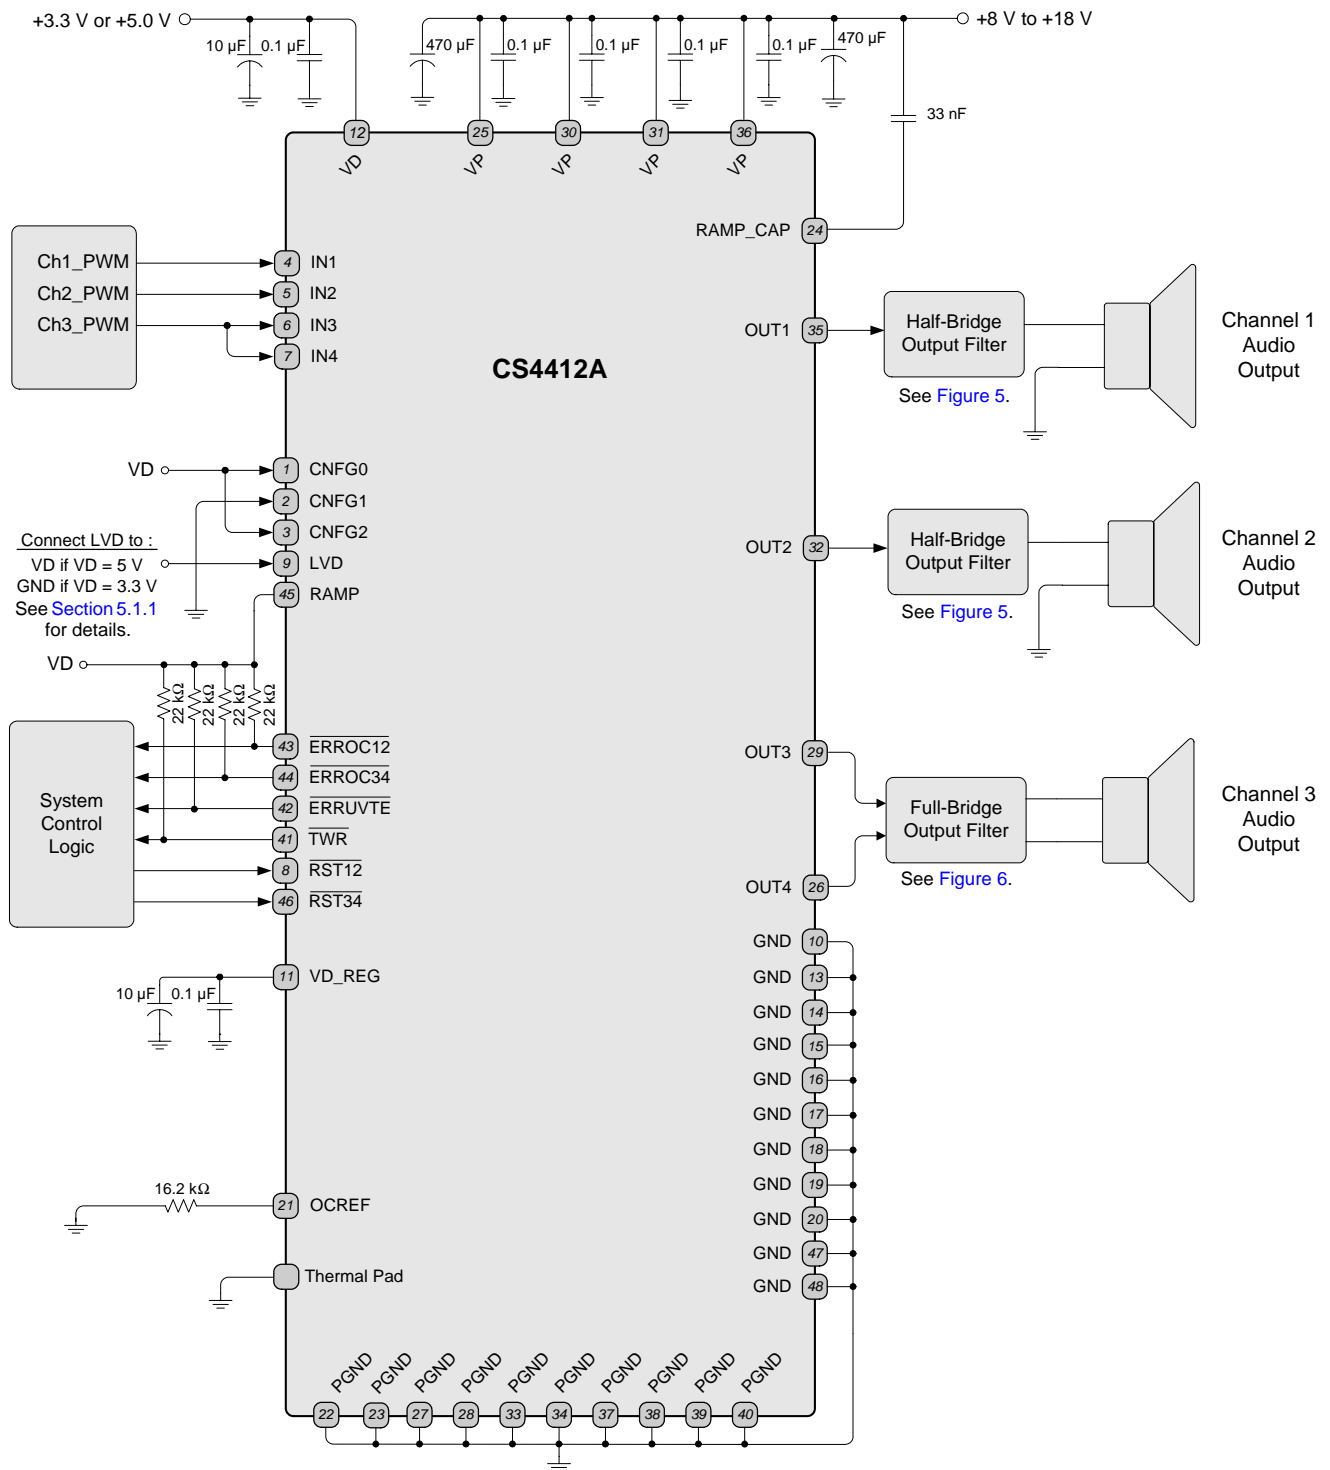 +3.3 V or +5.0 V
+8 V to +18 V
10 µF
0.1 µF
470 µF
0.1 µF
0.1 µF
0.1 µF
0.1 µF
470 µF
33 nF
12
25
30
31
36
VD
VP
VP
VP
VP
RAMP_CAP
24
Ch1_PWM
4
IN1
Ch2_PWM
5
IN2
Ch3_PWM
6
IN3
7
IN4
CS4412A
OUT1
35
Half-Bridge
Output Filter
See Figure 5.
Channel 1
Audio
Output
VD
1
CNFG0
2
CNFG1
3
CNFG2
Connect LVD to :
VD if VD = 5 V
GND if VD = 3.3 V
See Section 5.1.1
for details.
9
LVD
45
RAMP
OUT2
32
Half-Bridge
Output Filter
See Figure 5.
Channel 2
Audio
Output
VD
22 kΩ
22 kΩ
22 kΩ
22 kΩ
System
Control
Logic
43
ERROC12
44
ERROC34
42
ERRUVTE
41
TWR
8
RST12
46
RST34
OUT3
29
OUT4
26
Full-Bridge
Output Filter
See Figure 6.
Channel 3
Audio
Output
11
VD_REG
10 µF
0.1 µF
GND
10
GND
13
GND
14
GND
15
GND
16
GND
17
GND
18
GND
19
GND
20
GND
47
GND
48
16.2 kΩ
21
OCREF
Thermal Pad
PGND
PGND
PGND
PGND
PGND
PGND
PGND
PGND
PGND
PGND
22
23
27
28
33
34
37
38
39
40